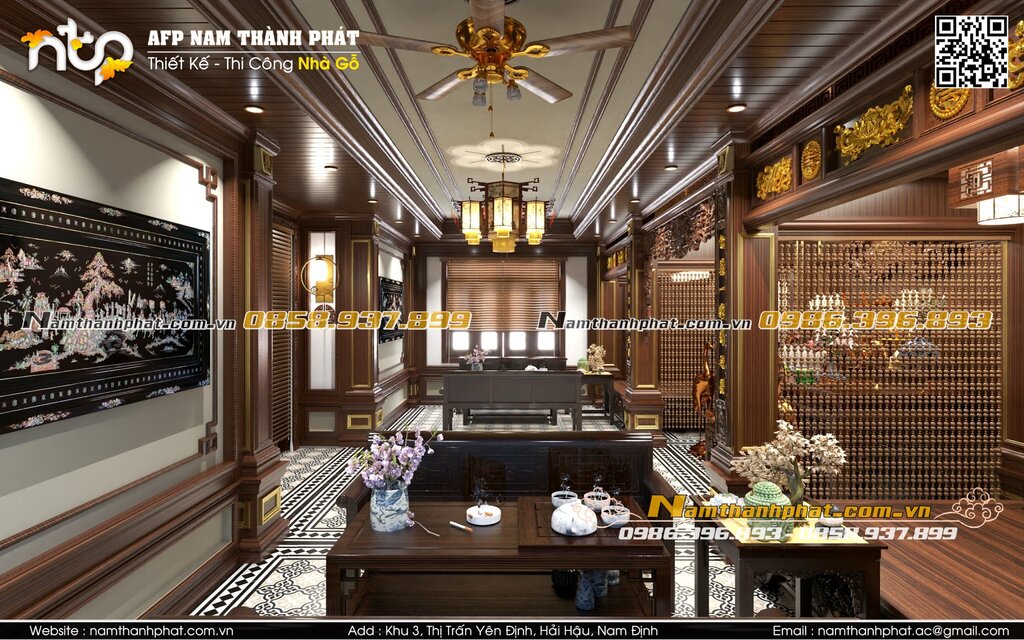 ntp
AFP NAM THÀNH PHÁT
Thiết Kế - Thi Công Nhà Gỗ
Namthanhphat.com.vn 0858.937.899
Namthanhphat.com.vn 0986.396.893
Namthanhphat.com.vn
0986.396.893 - 0858.937.899
Website : namthanhphat.com.vn
Add : Khu 3, Thị Trấn Yên Định, Hải Hậu, Nam Định
Email : namthanhphat.ac@gmail.com